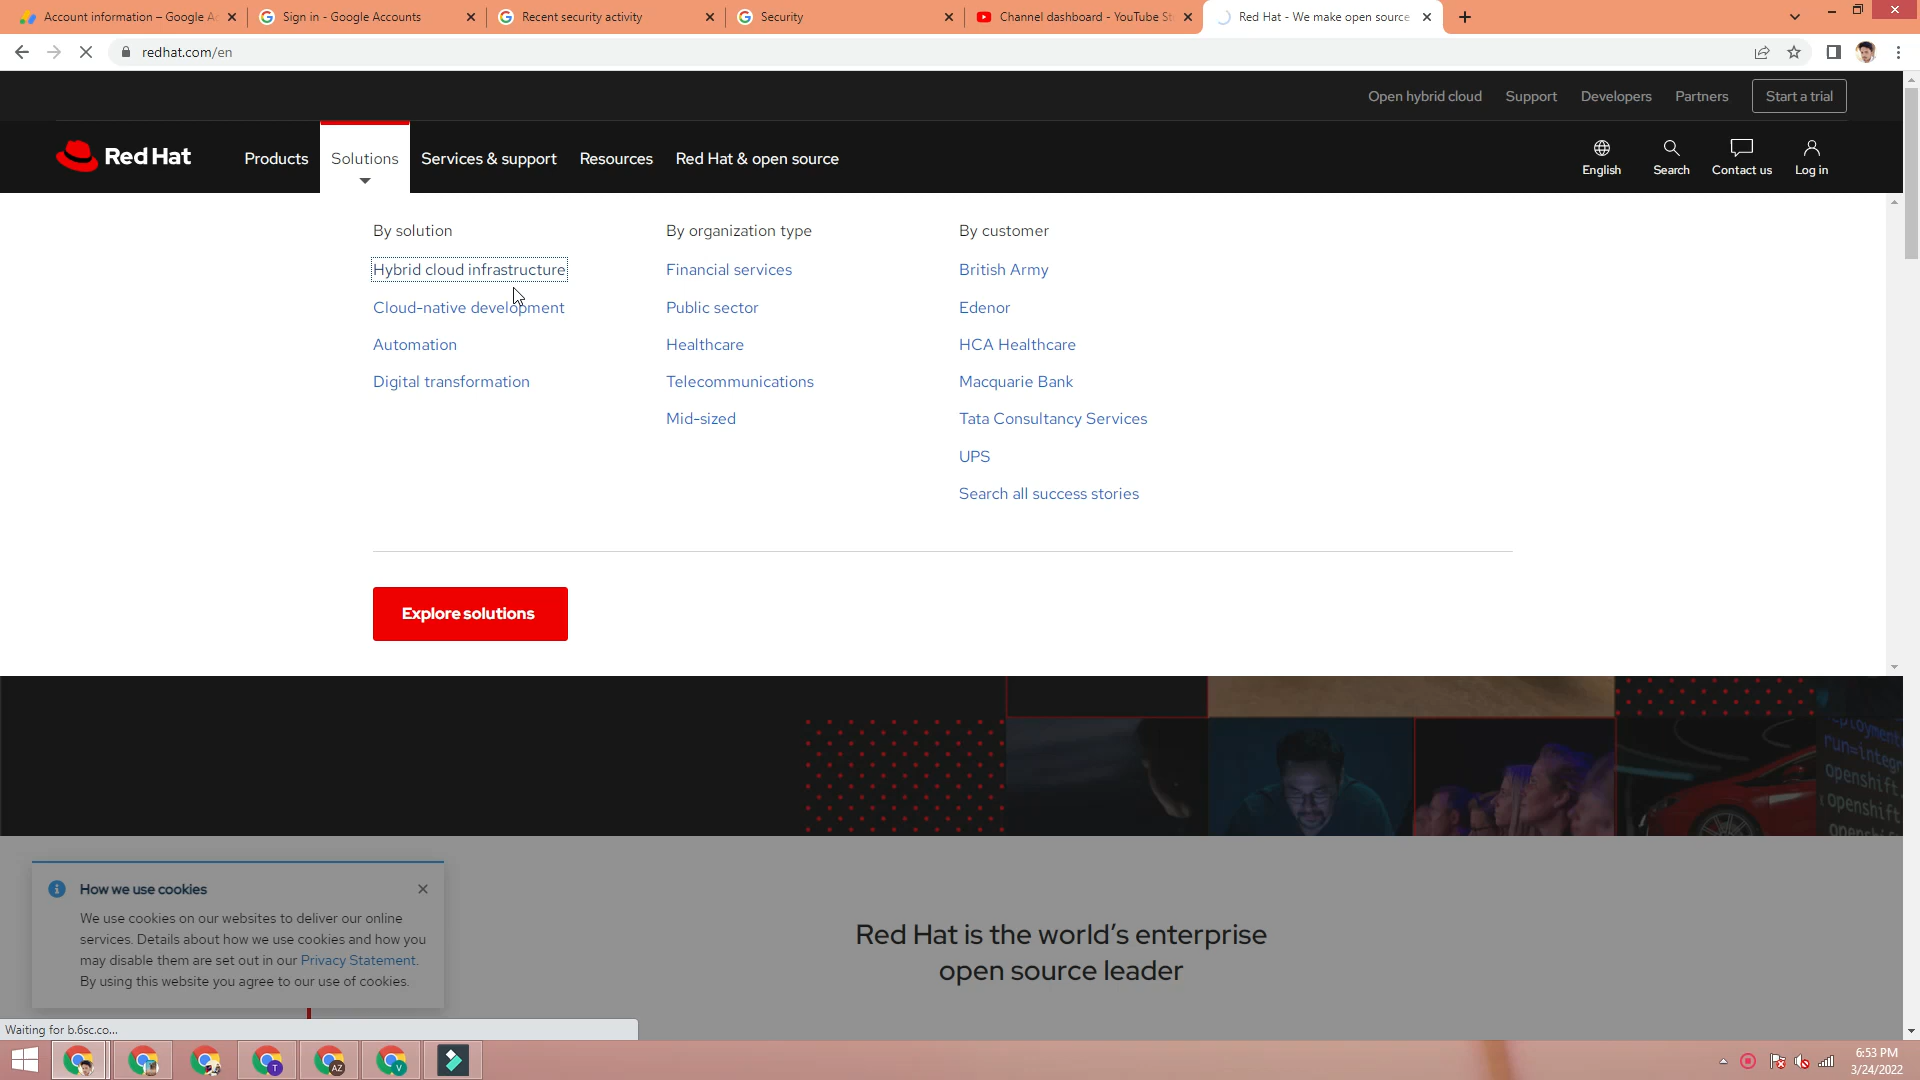 Account information – Google Ac
Sign in - Google Accounts
Recent security activity
Security
Channel dashboard - YouTube St
Red Hat - We make open source
redhat.com/en
Open hybrid cloud
Support
Developers
Partners
Start a trial
Red Hat
Products
Solutions
Services & support
Resources
Red Hat & open source
English
Search
Contact us
Log in
By solution
Hybrid cloud infrastructure
Cloud-native development
Automation
Digital transformation
By organization type
Financial services
Public sector
Healthcare
Telecommunications
Mid-sized
By customer
British Army
Edenor
HCA Healthcare
Macquarie Bank
Tata Consultancy Services
UPS
Search all success stories
Explore solutions
run=integ
openshift.
openshift
How we use cookies
We use cookies on our websites to deliver our online
services. Details about how we use cookies and how you
may disable them are set out in our Privacy Statement.
By using this website you agree to our use of cookies.
Red Hat is the world's enterprise
open source leader
Waiting for b.6sc.co...
T
AZ
V
6:53 PM
3/24/2022